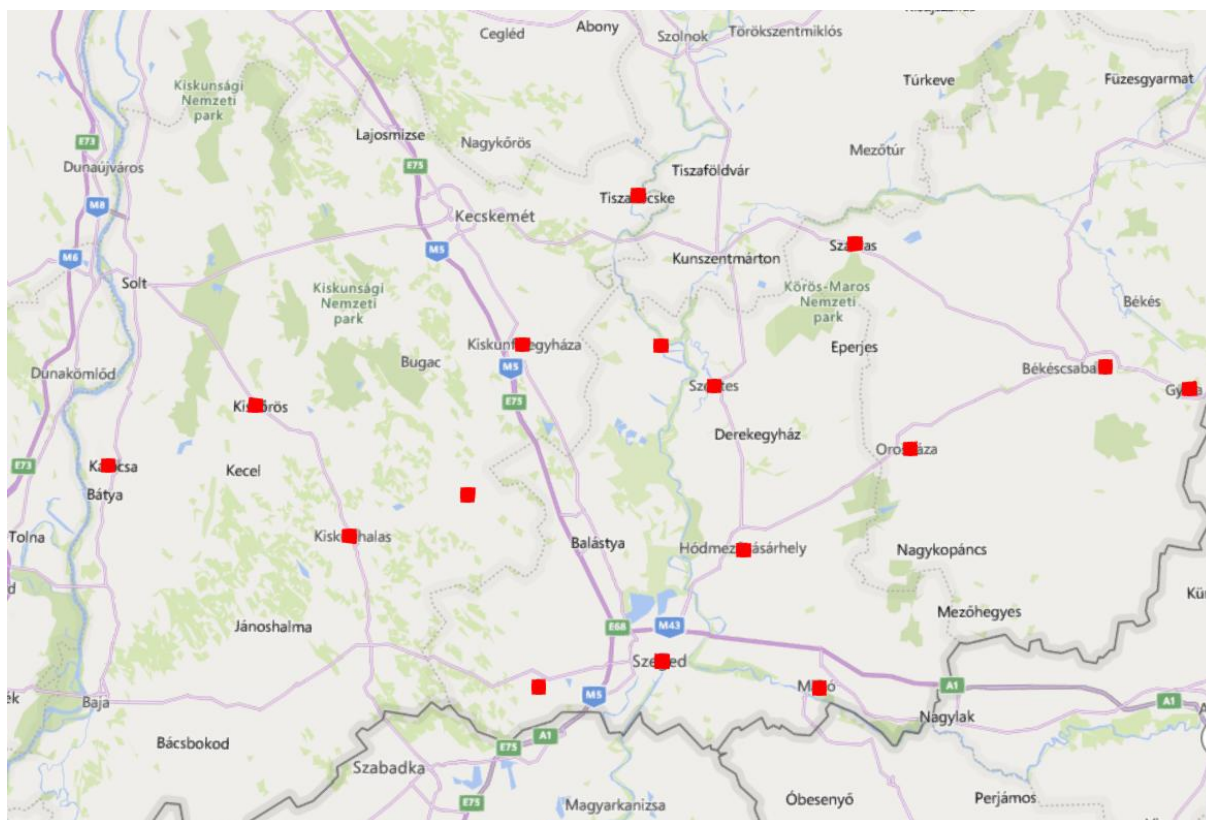 Cegléd
Abony
Szolnok
Törökszentmiklós
Kiskunsági
Nemzeti
park
Túrkeve
Füzesgyarmat
Lajosmizse
E73
Nagykőrös
Mezőtúr
Dunaújváros
E75
Tiszaföldvár
M8
Kecskemét
M6
M5
Kunszentmárton
Solt
Kiskunsági
Nemzeti
park
Körös-Maros
Nemzeti
park
Békés
Eperjes
Bugac
M5
Dunakömlőd
Békéscsaba
E75
Derekegyház
E73
Kecel
Bátya
Tolna
Balástya
Nagykopáncs
Mezőhegyes
Jánoshalma
E68
M43
Baja
M5
A1
A1
Nagylak
Bácsbokod
A1
E75
Szabadka
E75
Magyarkanizsa
Óbesenyő
Perjámos